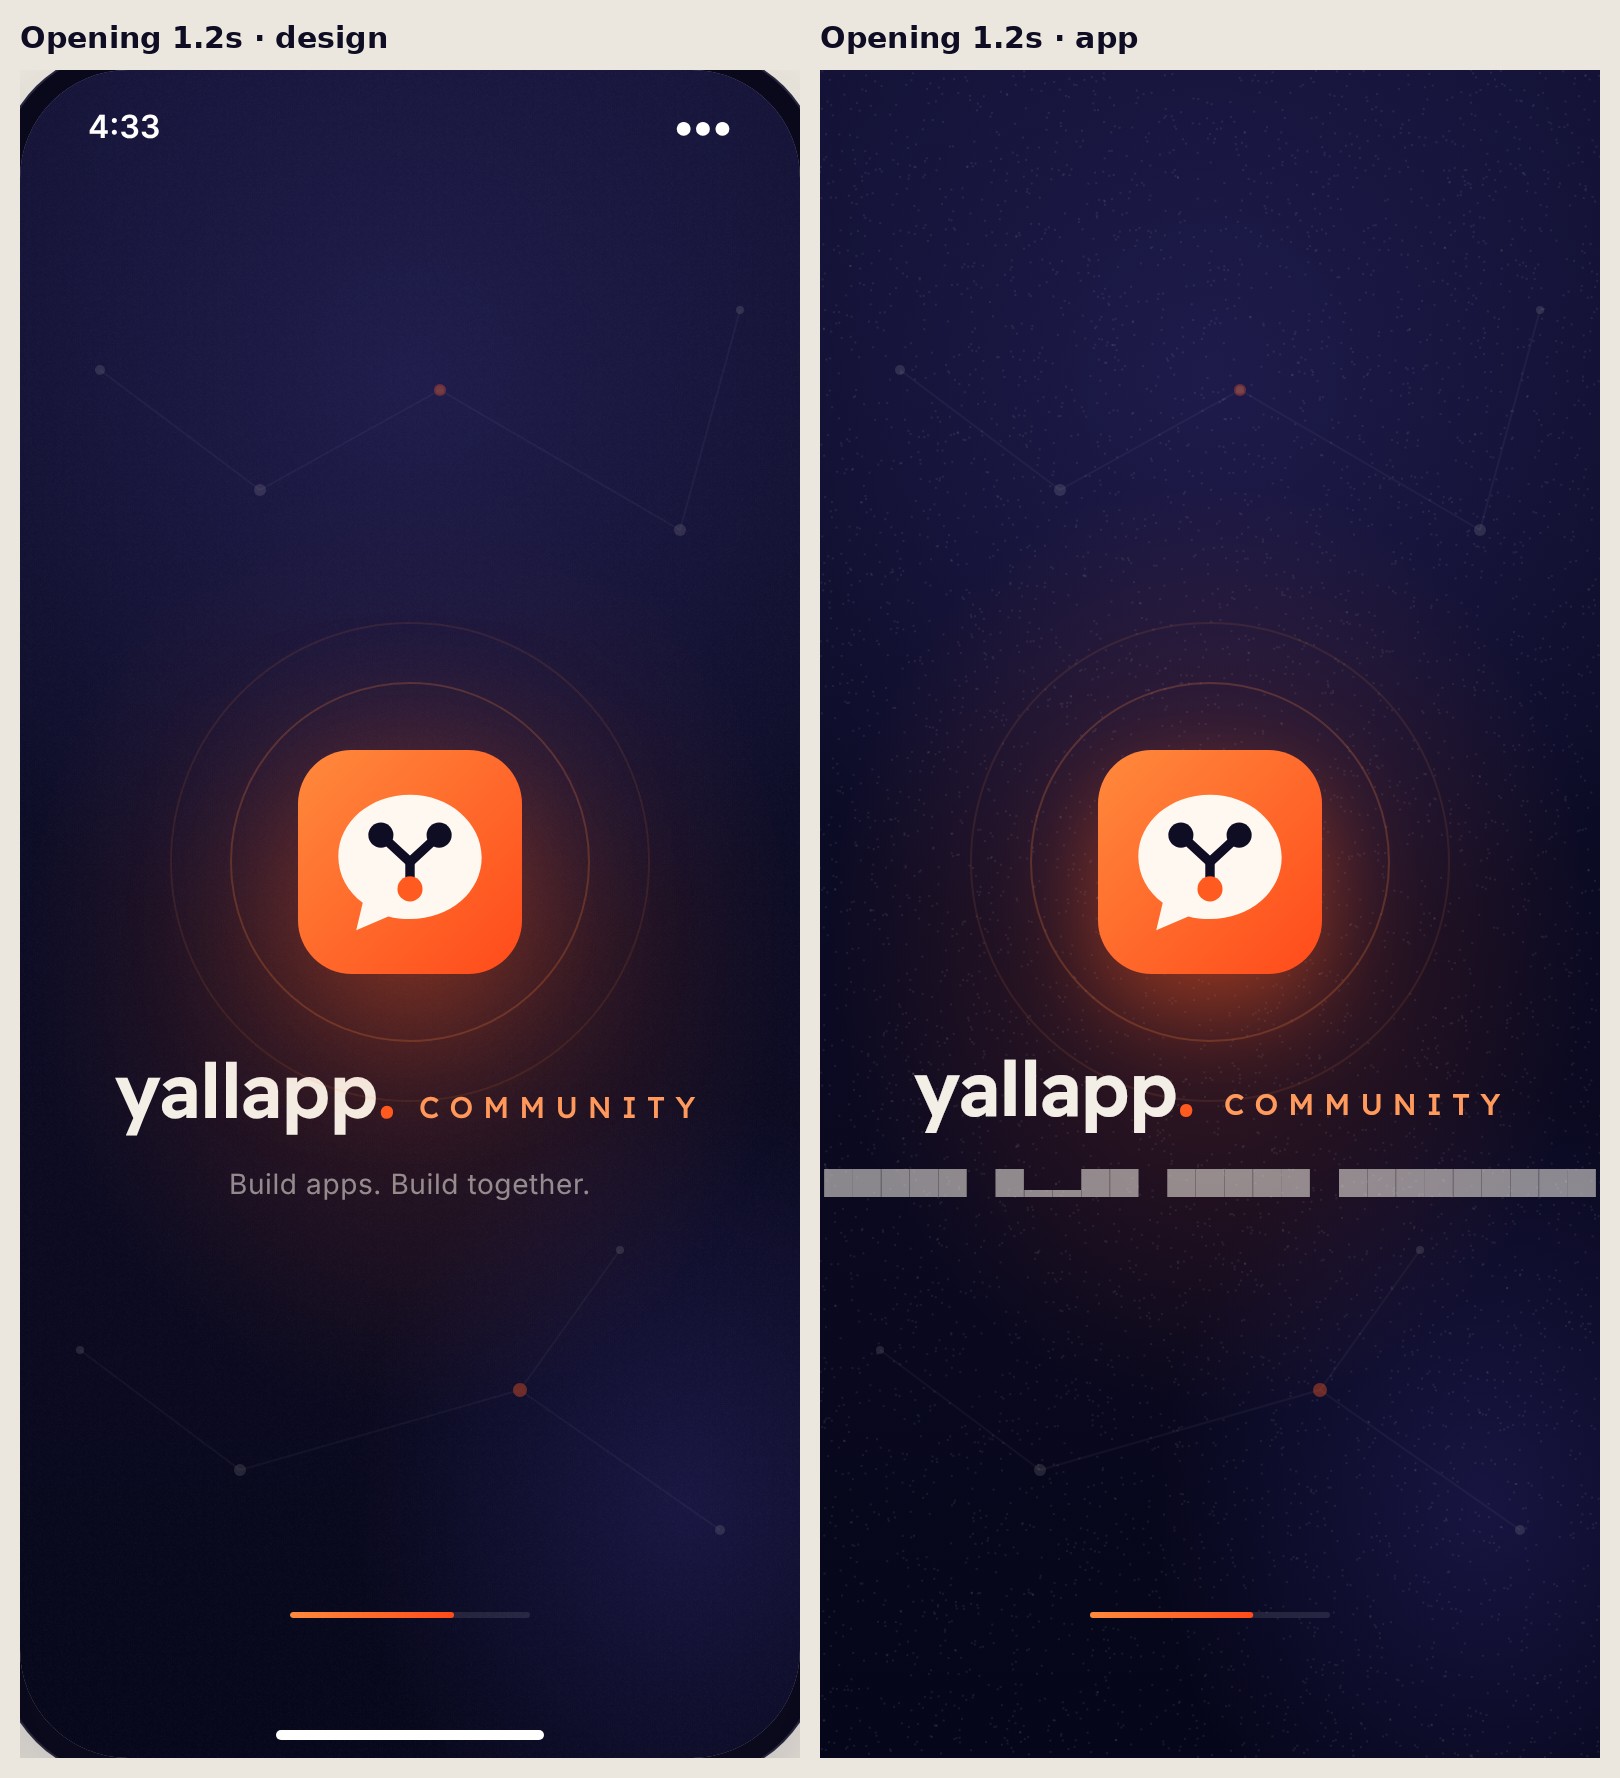 Opening 1.2s · design
Opening 1.2s · app
4:33
yallapp. COMMUNITY
Build apps. Build together.
yallapp. COMMUNITY